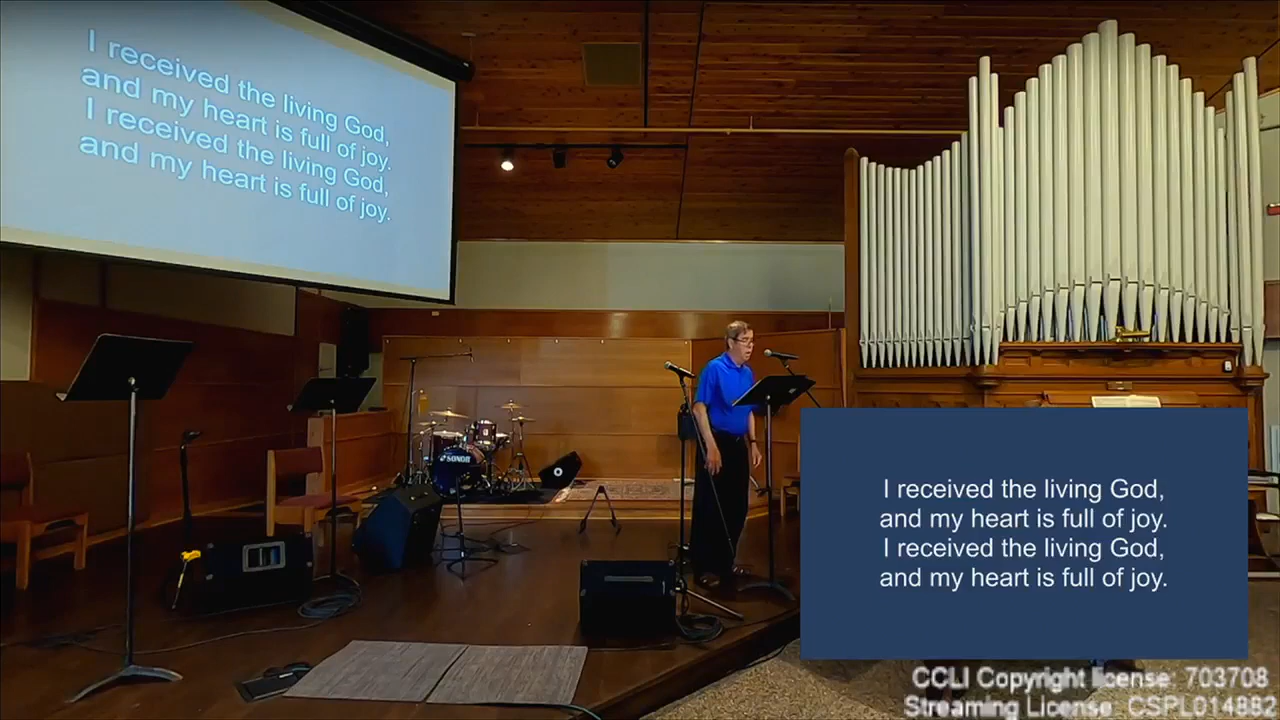 I received the living God,
and my heart is full of joy.
I received the living God,
and my heart is full of joy.
SONOR
I received the living God,
and my heart is full of joy.
I received the living God,
and my heart is full of joy.
CCLI Copyright license: 703708
Streaming License: CSPL014882